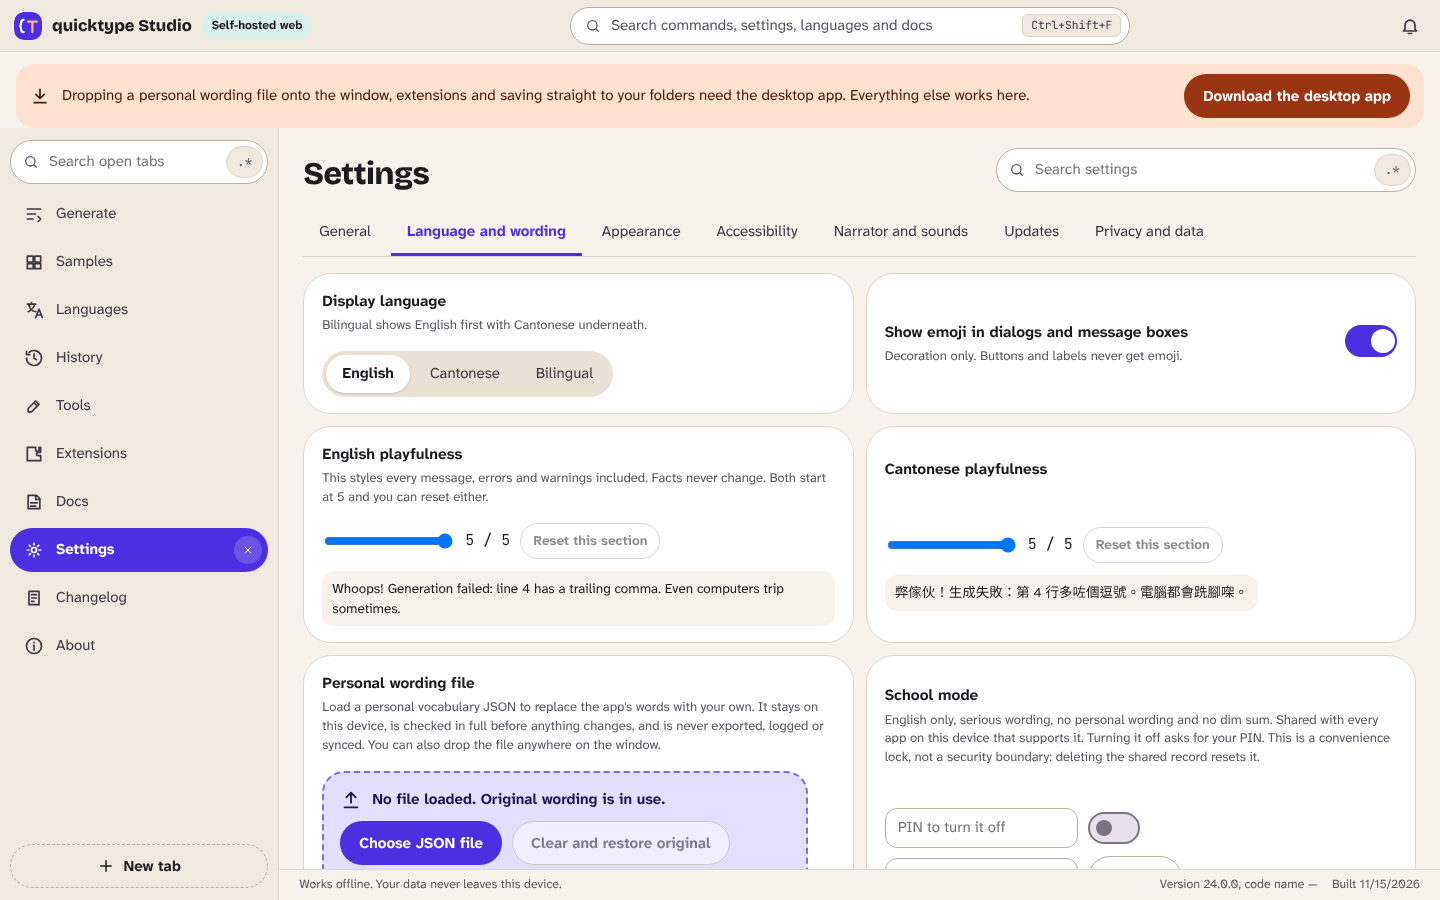 quicktype Studio
Self-hosted web
Search commands, settings, languages and docs
Ctrl+Shift+F
Dropping a personal wording file onto the window, extensions and saving straight to your folders need the desktop app. Everything else works here.
Download the desktop app
Search open tabs
.*
Generate
Samples
Languages
History
Tools
Extensions
Docs
Settings
Changelog
About
New tab
Settings
Search settings
.*
General
Language and wording
Appearance
Accessibility
Narrator and sounds
Updates
Privacy and data
Display language
Bilingual shows English first with Cantonese underneath.
English
Cantonese
Bilingual
Show emoji in dialogs and message boxes
Decoration only. Buttons and labels never get emoji.
English playfulness
This styles every message, errors and warnings included. Facts never change. Both start
at 5 and you can reset either.
5 / 5
Reset this section
Whoops! Generation failed: line 4 has a trailing comma. Even computers trip
sometimes.
Cantonese playfulness
5 / 5
Reset this section
弊傢伙！生成失敗：第 4 行多咗個逗號。電腦都會跣腳㗎。
Personal wording file
Load a personal vocabulary JSON to replace the app's words with your own. It stays on
this device, is checked in full before anything changes, and is never exported, logged or
synced. You can also drop the file anywhere on the window.
No file loaded. Original wording is in use.
Choose JSON file
Clear and restore original
School mode
English only, serious wording, no personal wording and no dim sum. Shared with every
app on this device that supports it. Turning it off asks for your PIN. This is a convenience
lock, not a security boundary: deleting the shared record resets it.
PIN to turn it off
Works offline. Your data never leaves this device.
Version 24.0.0, code name —
Built 11/15/2026